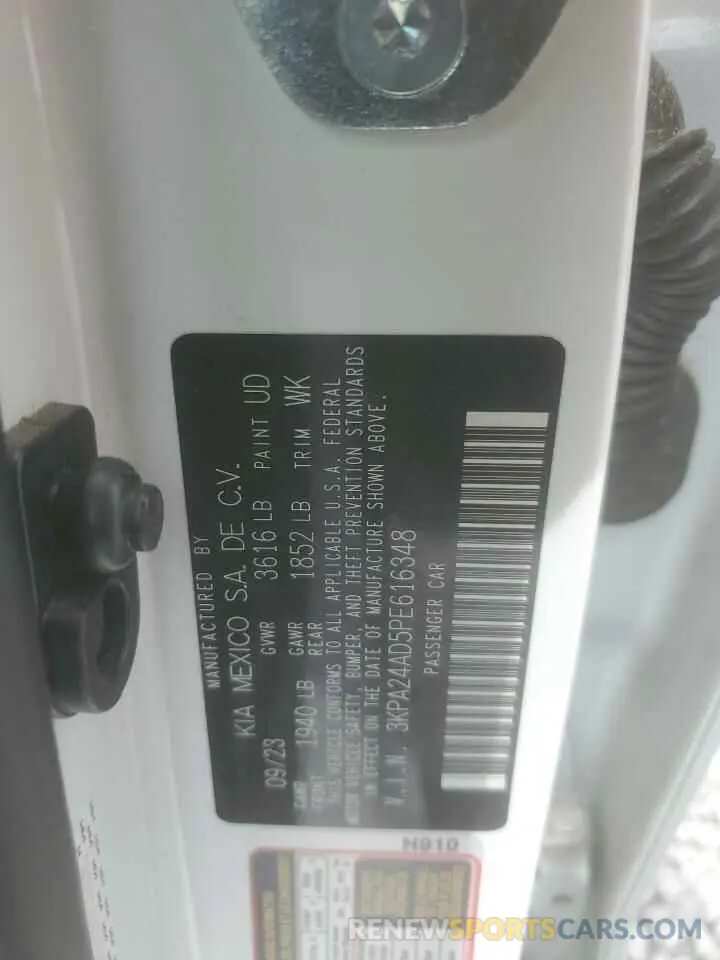 MANUFACTURED BY
KIA MEXICO S.A. DE C.V.
09/23 GVWR 3616 LB PAINT UD
GAWR FRONT 1940 LB GAWR REAR 1852 LB TRIM WK
THIS VEHICLE CONFORMS TO ALL APPLICABLE U.S.A. FEDERAL
MOTOR VEHICLE SAFETY, BUMPER, AND THEFT PREVENTION STANDARDS
IN EFFECT ON THE DATE OF MANUFACTURE SHOWN ABOVE.
V.I.N. 3KPA24AD5PE616348
PASSENGER CAR
H910
RENEWSPORTSCARS.COM